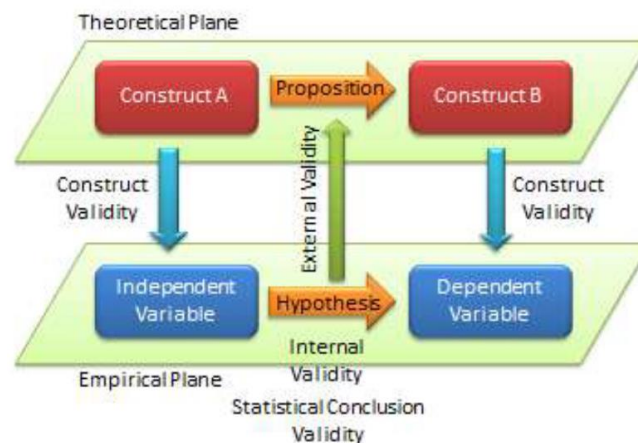 Theoretical Plane
Construct A
Proposition
Construct B
Construct
Validity
External Validity
Construct
Validity
Independent
Variable
Hypothesis
Dependent
Variable
Internal
Validity
Empirical Plane
Statistical Conclusion
Validity